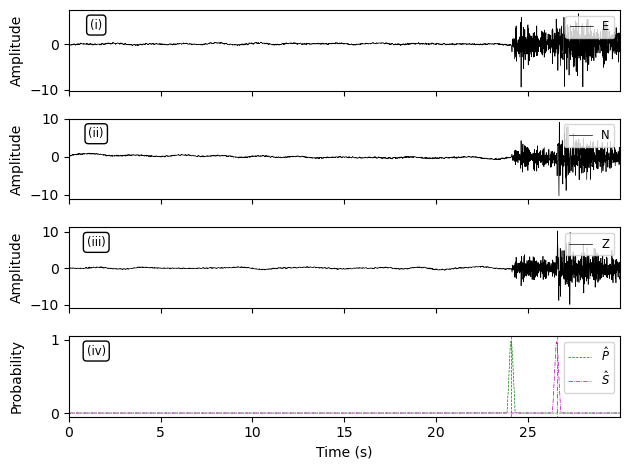 (i)
E
Amplitude
0
−10
(ii)
N
Amplitude
10
0
−10
(iii)
Z
Amplitude
10
0
−10
(iv)
P̂
Ŝ
Probability
1
0
0 5 10 15 20 25
Time (s)